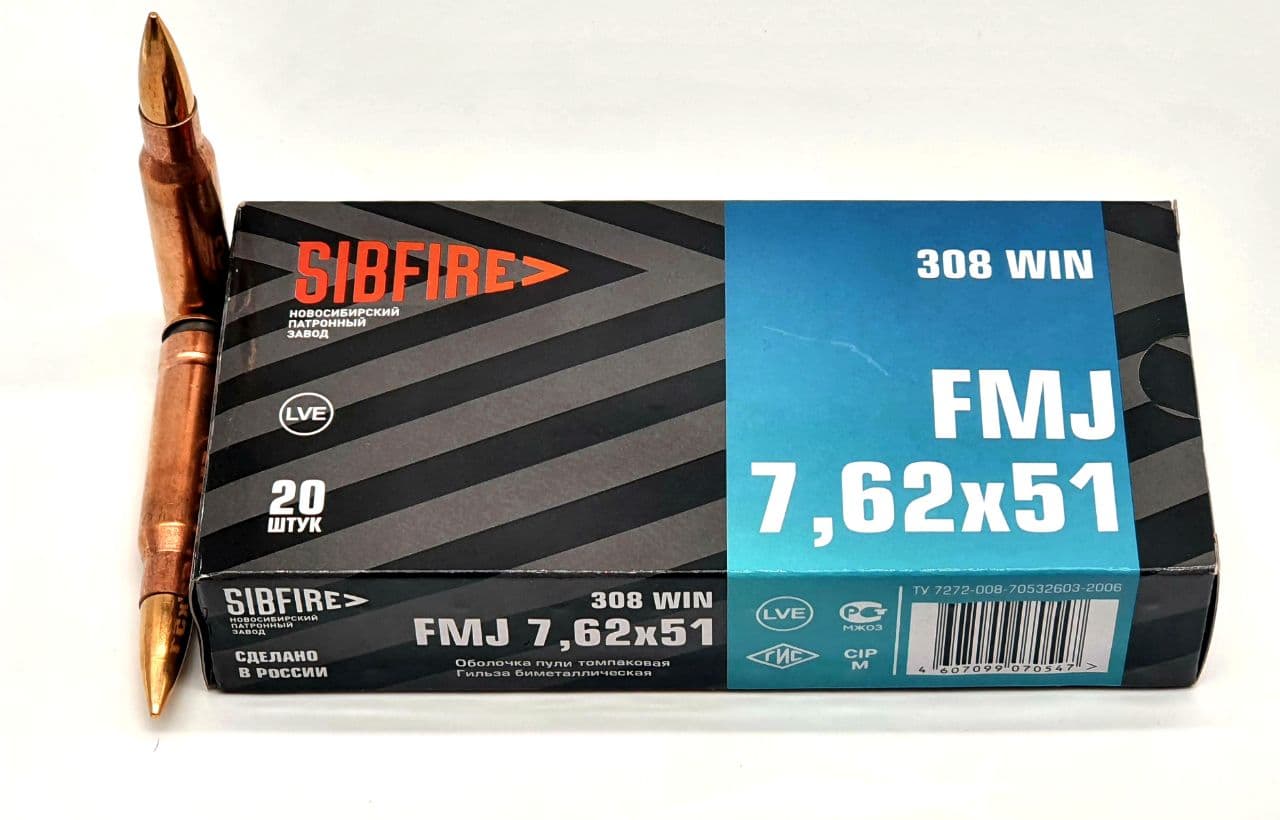 SIBFIRE>
НОВОСИБИРСКИЙ
ПАТРОННЫЙ
ЗАВОД
LVE
20
ШТУК
308 WIN
FMJ
7,62x51
SIBFIRE>
НОВОСИБИРСКИЙ
ПАТРОННЫЙ
ЗАВОД
СДЕЛАНО
В РОССИИ
308 WIN
FMJ 7,62x51
Оболочка пули томпаковая
Гильза биметаллическая
LVE
РСТ
МЖОЗ
ГИС
CIP
M
ТУ 7272-008-70532603-2006
4 607099 070547 >